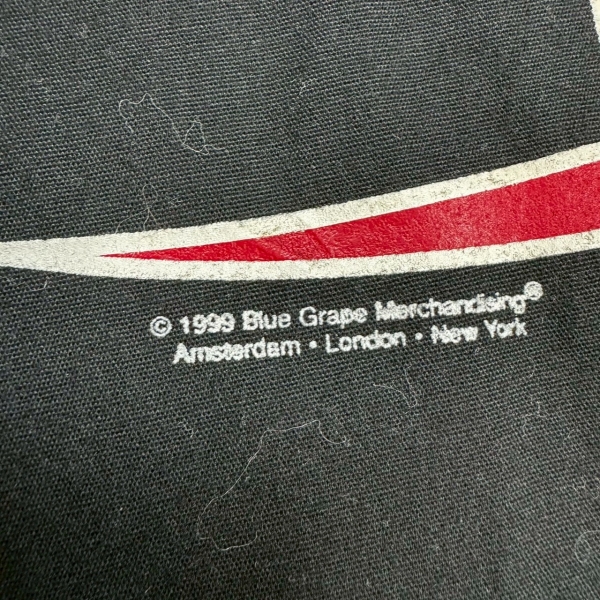 © 1999 Blue Grape Merchandising®
Amsterdam • London • New York